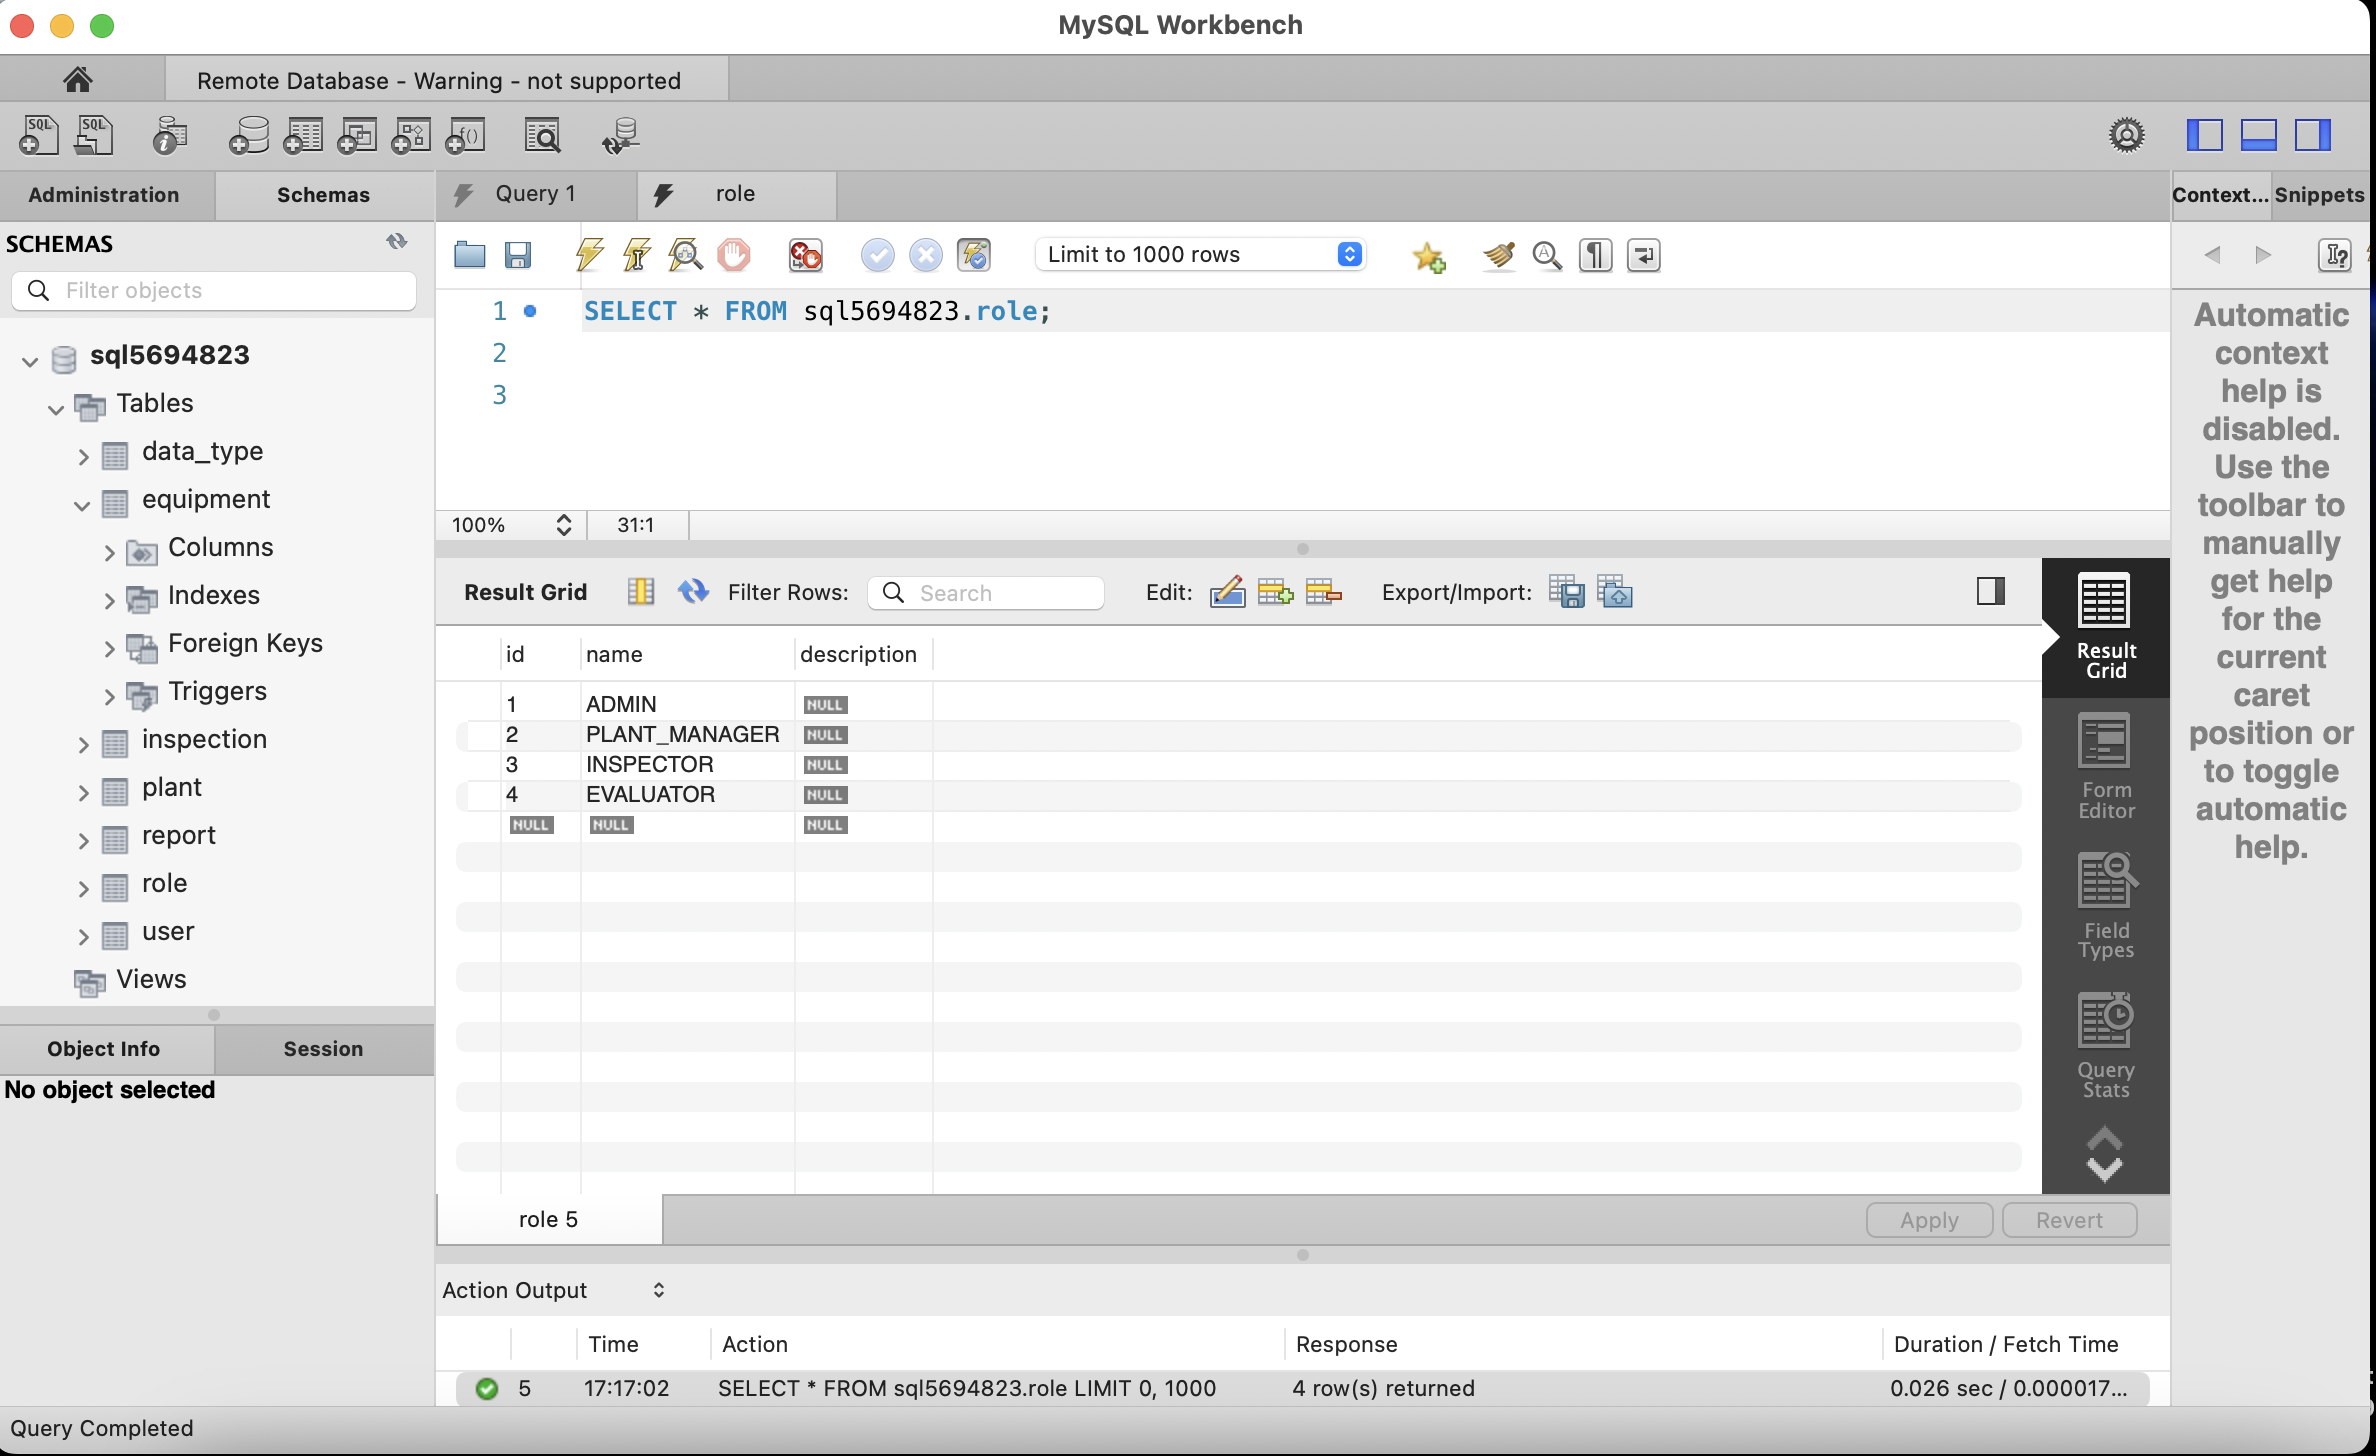 MySQL Workbench
Remote Database - Warning - not supported
SQL
SQL
Administration
Schemas
Query 1
role
Context...
Snippets
SCHEMAS
Filter objects
Limit to 1000 rows
1
SELECT * FROM sql5694823.role;
2
3
sql5694823
Tables
data_type
equipment
Columns
Indexes
Foreign Keys
Triggers
inspection
plant
report
role
user
Views
Object Info
Session
No object selected
100%
31:1
Result Grid
Filter Rows:
Search
Edit:
Export/Import:
id name description
1 ADMIN NULL
2 PLANT_MANAGER NULL
3 INSPECTOR NULL
4 EVALUATOR NULL
NULL NULL NULL
Result
Grid
Form
Editor
Field
Types
Query
Stats
role 5
Apply
Revert
Action Output
Time Action Response Duration / Fetch Time
5 17:17:02 SELECT * FROM sql5694823.role LIMIT 0, 1000 4 row(s) returned 0.026 sec / 0.000017...
Query Completed
Automatic
context
help is
disabled.
Use the
toolbar to
manually
get help
for the
current
caret
position or
to toggle
automatic
help.